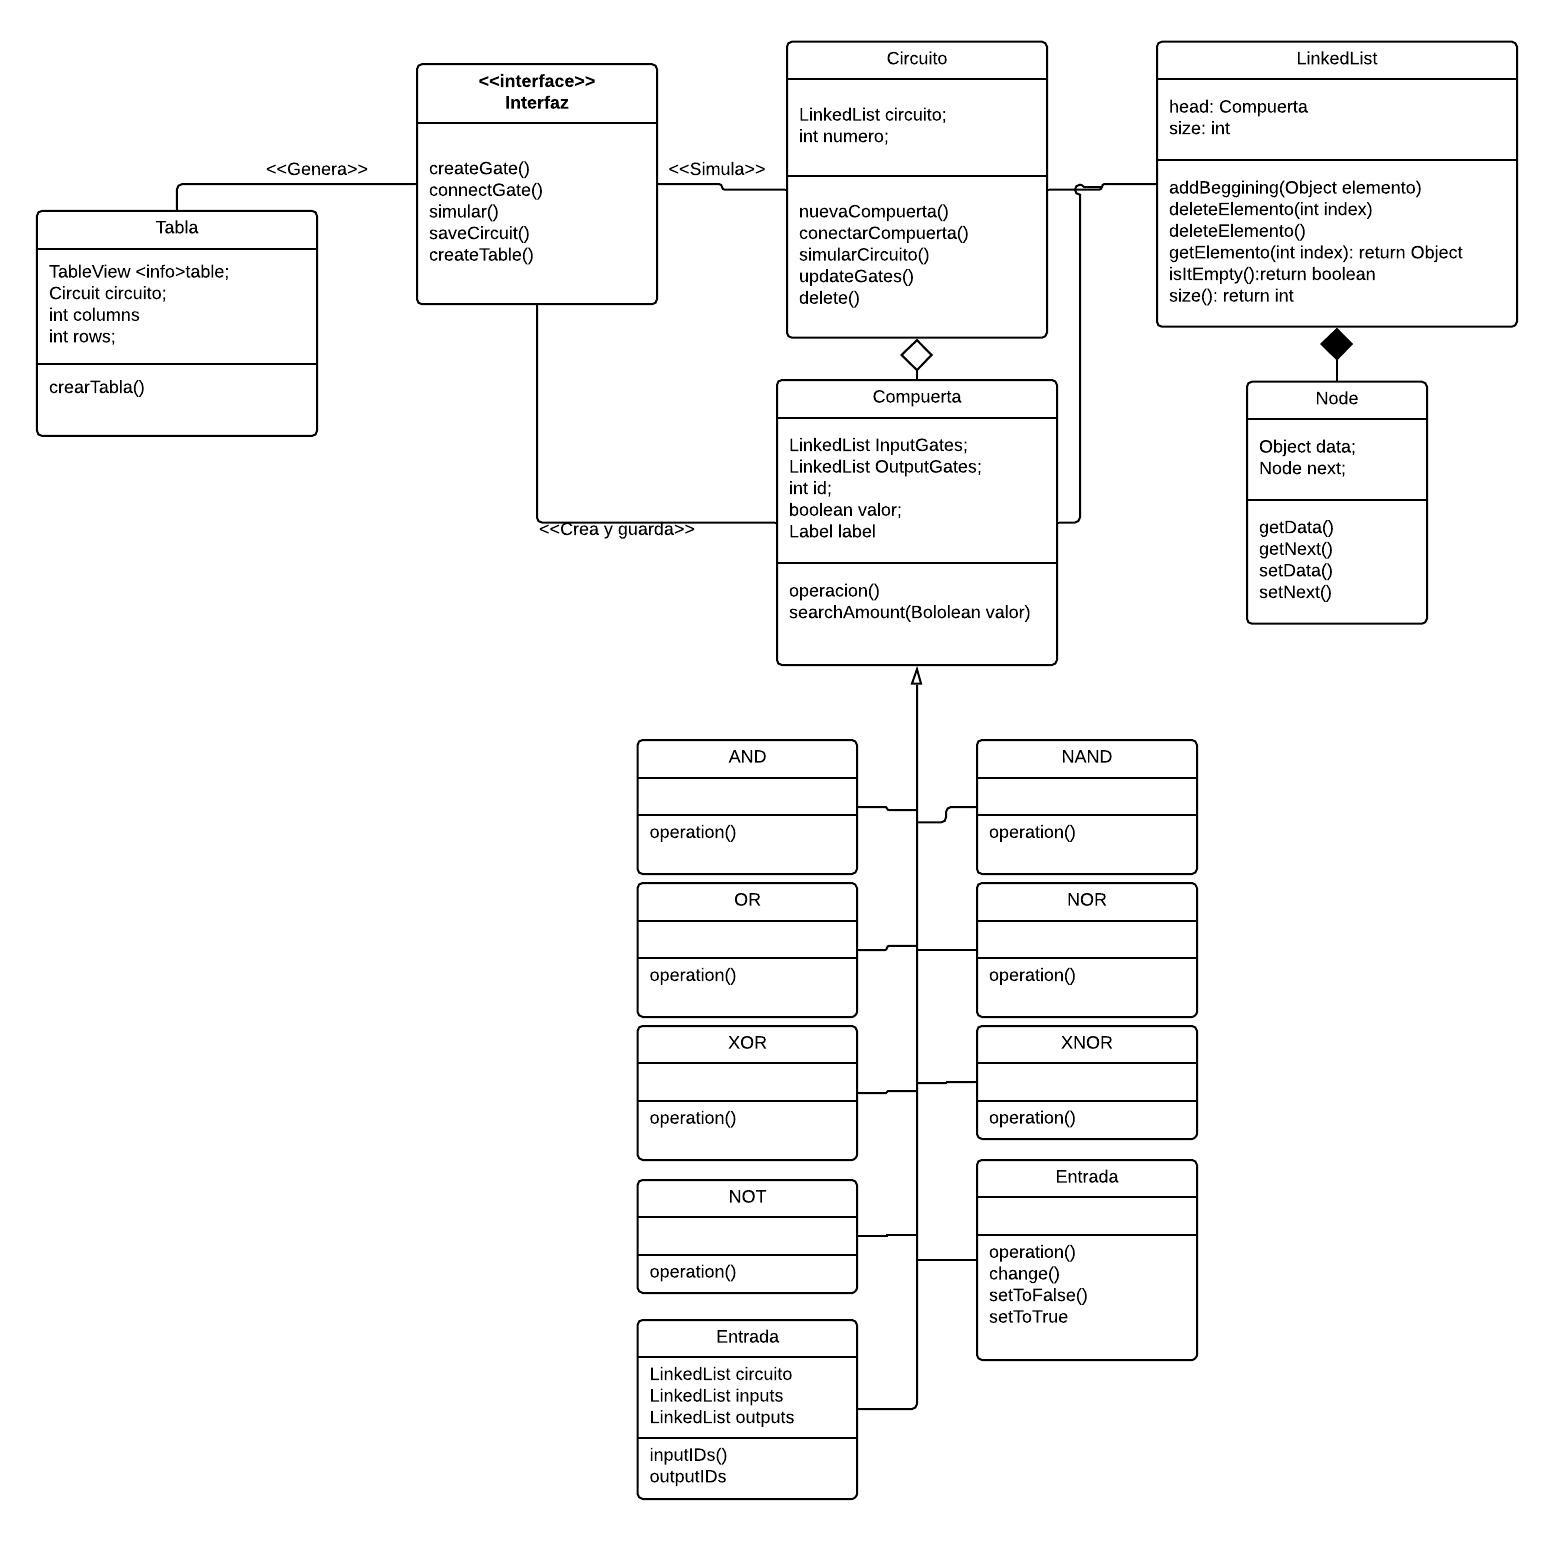 <<interface>>
Interfaz
createGate()
connectGate()
simular()
saveCircuit()
createTable()
<<Genera>>
<<Simula>>
<<Crea y guarda>>
Tabla
TableView <info>table;
Circuit circuito;
int columns
int rows;
crearTabla()
Circuito
LinkedList circuito;
int numero;
nuevaCompuerta()
conectarCompuerta()
simularCircuito()
updateGates()
delete()
LinkedList
head: Compuerta
size: int
addBeggining(Object elemento)
deleteElemento(int index)
deleteElemento()
getElemento(int index): return Object
isItEmpty():return boolean
size(): return int
Compuerta
LinkedList InputGates;
LinkedList OutputGates;
int id;
boolean valor;
Label label
operacion()
searchAmount(Bololean valor)
Node
Object data;
Node next;
getData()
getNext()
setData()
setNext()
AND
operation()
NAND
operation()
OR
operation()
NOR
operation()
XOR
operation()
XNOR
operation()
NOT
operation()
Entrada
operation()
change()
setToFalse()
setToTrue
Entrada
LinkedList circuito
LinkedList inputs
LinkedList outputs
inputIDs()
outputIDs